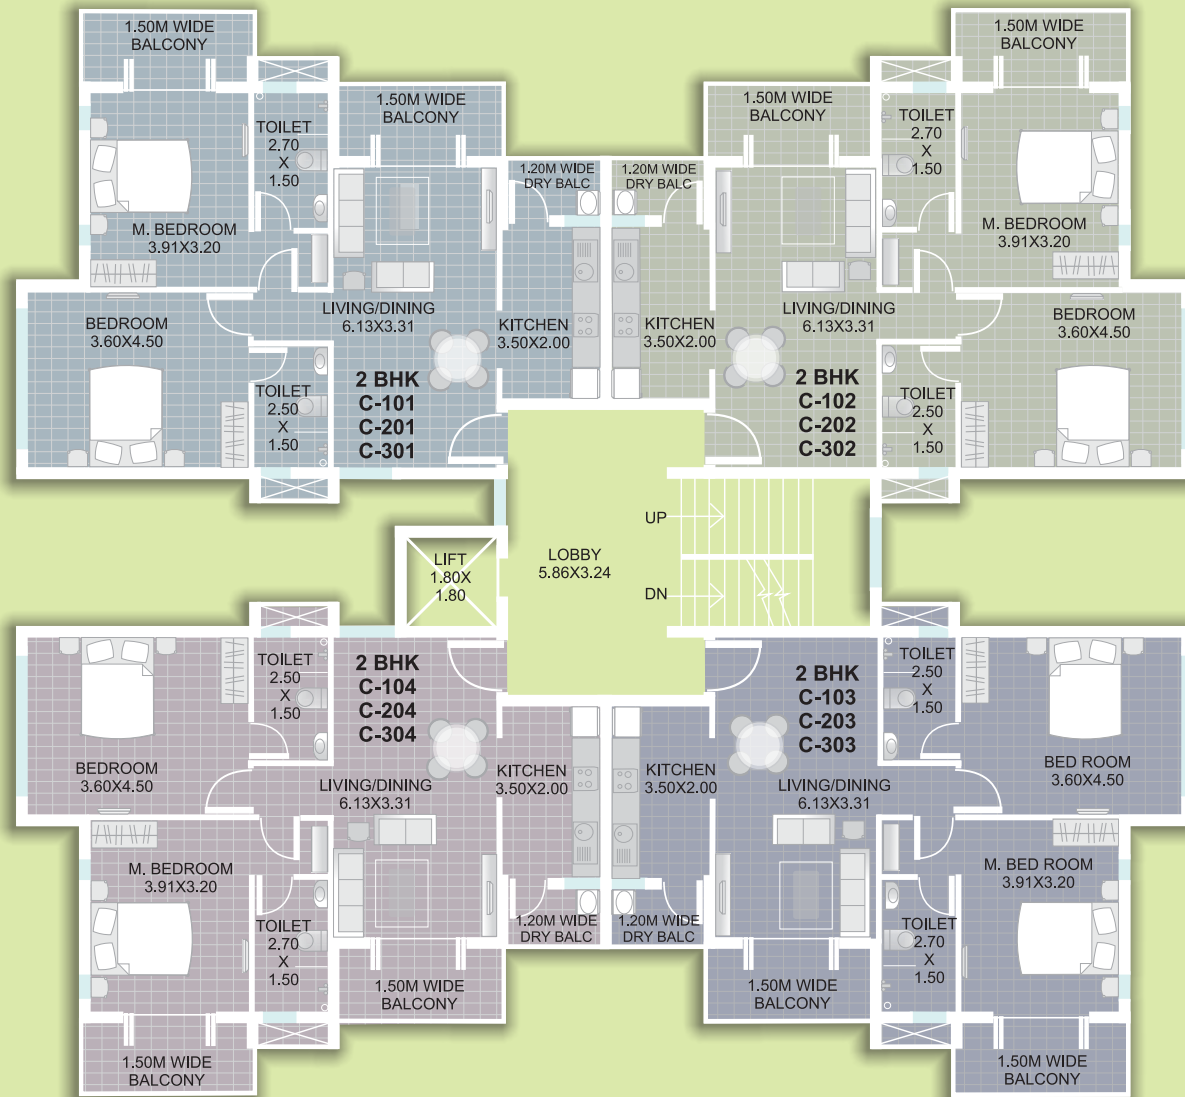 1.50M WIDE
BALCONY
1.50M WIDE
BALCONY
TOILET
2.70
X
1.50
1.20M WIDE
DRY BALC
M. BEDROOM
3.91X3.20
BEDROOM
3.60X4.50
LIVING/DINING
6.13X3.31
KITCHEN
3.50X2.00
TOILET
2.50
X
1.50
2 BHK
C-101
C-201
C-301
1.50M WIDE
BALCONY
1.50M WIDE
BALCONY
TOILET
2.70
X
1.50
1.20M WIDE
DRY BALC
M. BEDROOM
3.91X3.20
KITCHEN
3.50X2.00
LIVING/DINING
6.13X3.31
BEDROOM
3.60X4.50
2 BHK
C-102
C-202
C-302
TOILET
2.50
X
1.50
UP
LIFT
1.80X
1.80
LOBBY
5.86X3.24
DN
TOILET
2.50
X
1.50
2 BHK
C-104
C-204
C-304
BEDROOM
3.60X4.50
LIVING/DINING
6.13X3.31
KITCHEN
3.50X2.00
M. BEDROOM
3.91X3.20
TOILET
2.70
X
1.50
1.20M WIDE
DRY BALC
1.50M WIDE
BALCONY
1.50M WIDE
BALCONY
2 BHK
C-103
C-203
C-303
TOILET
2.50
X
1.50
KITCHEN
3.50X2.00
LIVING/DINING
6.13X3.31
BED ROOM
3.60X4.50
M. BED ROOM
3.91X3.20
1.20M WIDE
DRY BALC
TOILET
2.70
X
1.50
1.50M WIDE
BALCONY
1.50M WIDE
BALCONY